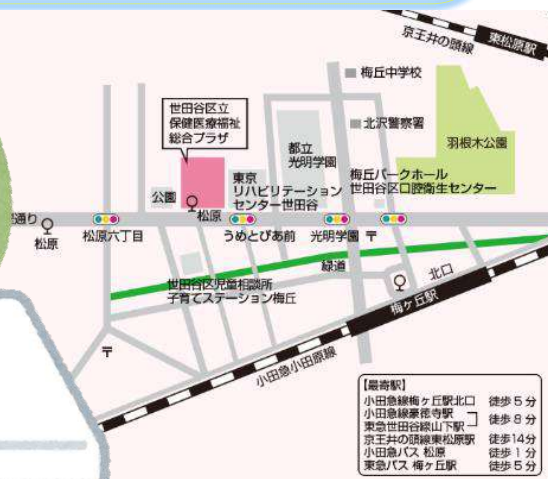 京王井の頭線
東松原駅
梅丘中学校
世田谷区立
保健医療福祉
総合プラザ
北沢警察署
都立
光明学園
羽根木公園
東京
リハビリテーション
センター世田谷
梅丘パークホール
世田谷区口腔衛生センター
公園
松原
通り
松原
松原六丁目
うめとぴあ前
光明学園
〒
緑道
北口
世田谷区児童相談所
子育てステーション梅丘
梅ヶ丘駅
〒
小田急小田原線
【最寄駅】
小田急線梅ヶ丘駅北口 徒歩5分
小田急線豪徳寺駅
東急世田谷線山下駅 徒歩8分
京王井の頭線東松原駅 徒歩14分
小田急バス 松原 徒歩1分
東急バス 梅ヶ丘駅 徒歩5分